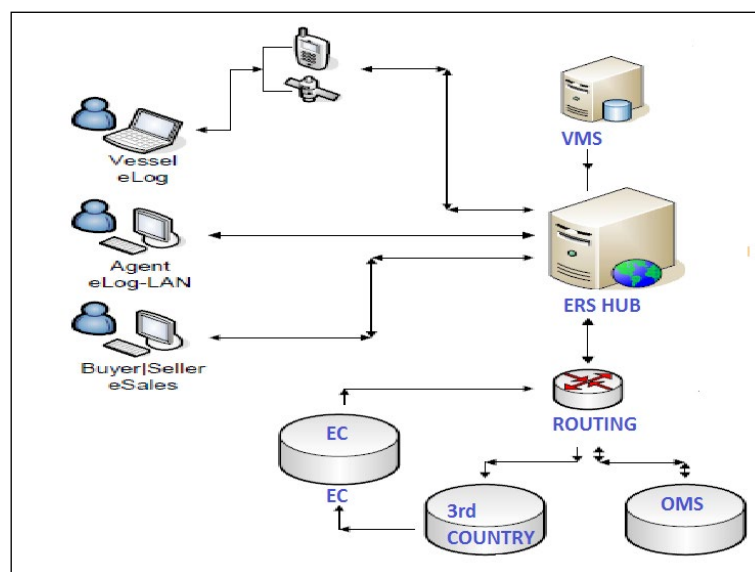 VMS
Vessel
eLog
Agent
eLog-LAN
ERS HUB
Buyer|Seller
eSales
ROUTING
EC
EC
3rd
COUNTRY
OMS